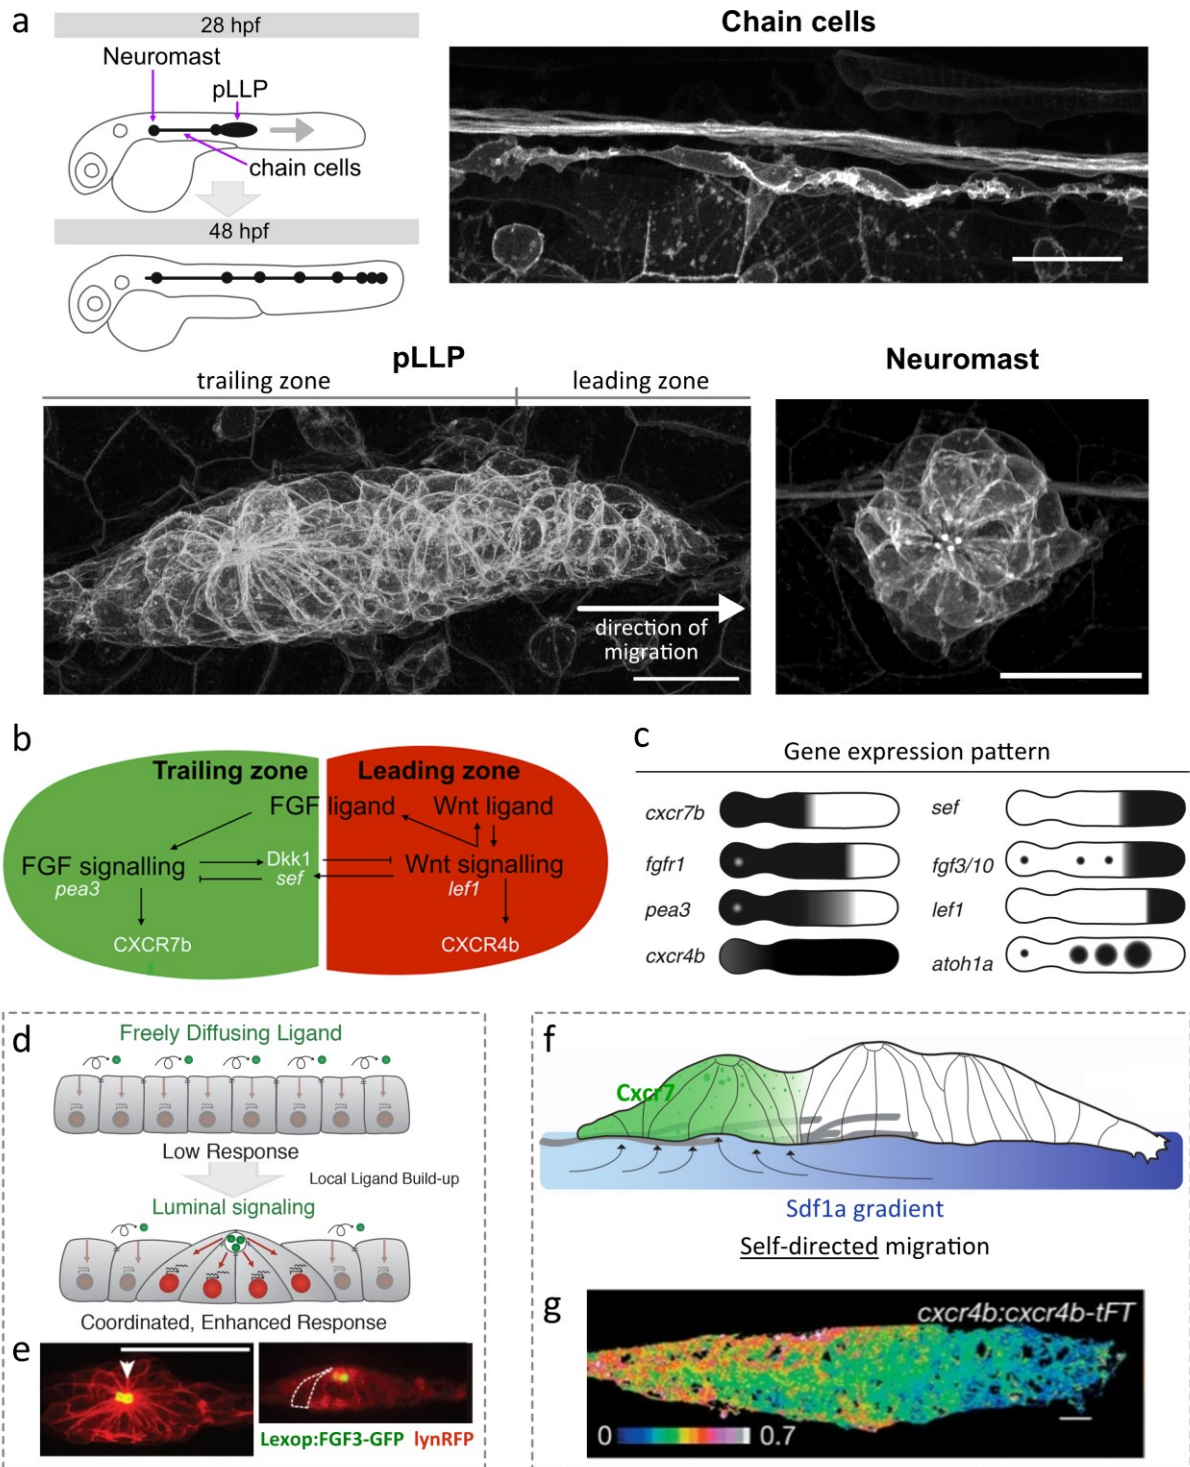 a
28 hpf
Neuromast
pLLP
chain cells
48 hpf
Chain cells
pLLP
trailing zone
leading zone
direction of
migration
Neuromast
b
Trailing zone
Leading zone
FGF ligand
Wnt ligand
FGF signalling
pea3
Dkk1
sef
Wnt signalling
lef1
CXCR7b
CXCR4b
c
Gene expression pattern
cxcr7b
fgfr1
pea3
cxcr4b
sef
fgf3/10
lef1
atoh1a
d
Freely Diffusing Ligand
Low Response
Local Ligand Build-up
Luminal signaling
Coordinated, Enhanced Response
e
Lexop:FGF3-GFP lynRFP
f
Cxcr7
Sdf1a gradient
Self-directed migration
g
cxcr4b:cxcr4b-tFT
0 0.7